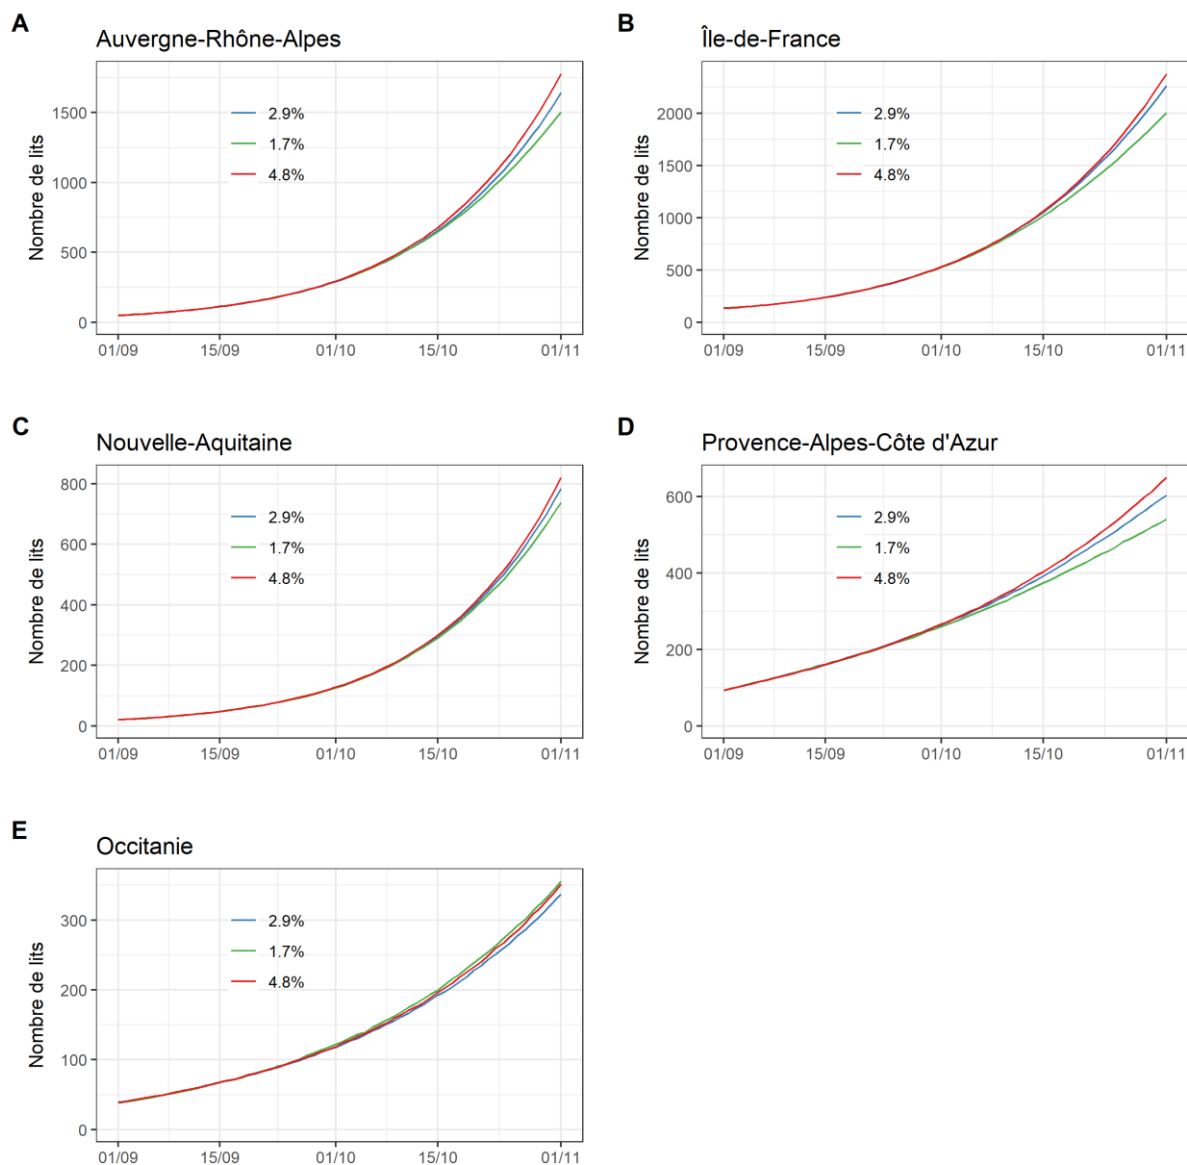 A
Auvergne-Rhône-Alpes
Nombre de lits
1500
1000
500
0
2.9%
1.7%
4.8%
01/09 15/09 01/10 15/10 01/11
B
Île-de-France
Nombre de lits
2000
1500
1000
500
0
2.9%
1.7%
4.8%
01/09 15/09 01/10 15/10 01/11
C
Nouvelle-Aquitaine
Nombre de lits
800
600
400
200
0
2.9%
1.7%
4.8%
01/09 15/09 01/10 15/10 01/11
D
Provence-Alpes-Côte d'Azur
Nombre de lits
600
400
200
0
2.9%
1.7%
4.8%
01/09 15/09 01/10 15/10 01/11
E
Occitanie
Nombre de lits
300
200
100
0
2.9%
1.7%
4.8%
01/09 15/09 01/10 15/10 01/11